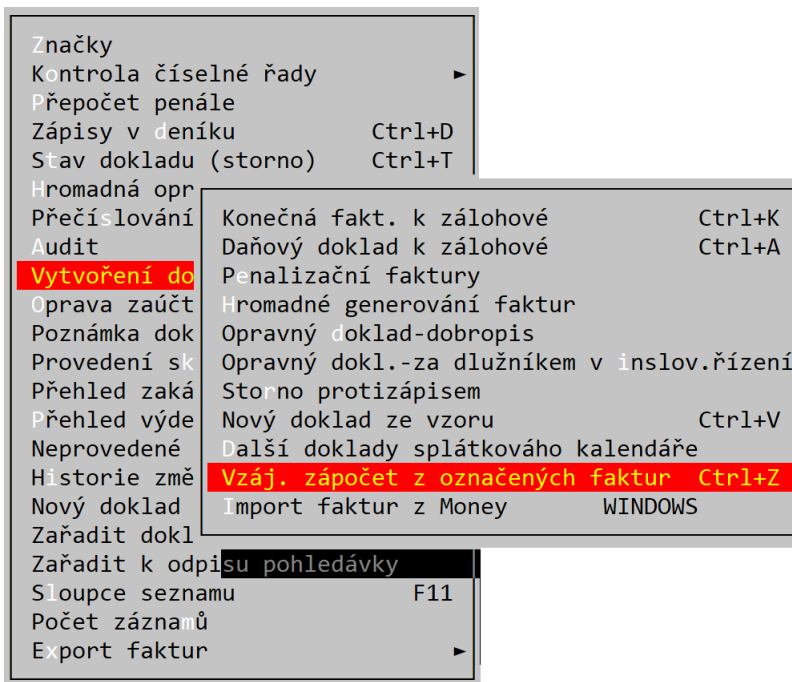 Značky
Kontrola číselné řady ►
Přepočet penále
Zápisy v deníku Ctrl+D
Stav dokladu (storno) Ctrl+T
Hromadná opr
Přečíslování
Audit
Vytvoření do
Oprava zaúčt
Poznámka dok
Provedení sk
Přehled zaká
Přehled výde
Neprovedené
Historie změ
Nový doklad
Zařadit dokl
Zařadit k odpisu pohledávky
Sloupce seznamu F11
Počet záznamů
Export faktur ►
Konečná fakt. k zálohové Ctrl+K
Daňový doklad k zálohové Ctrl+A
Penalizační faktury
Hromadné generování faktur
Opravný doklad-dobropis
Opravný dokl.-za dlužníkem v inslov.řízení
Storno protizápisem
Nový doklad ze vzoru Ctrl+V
Další doklady splátkováho kalendáře
Vzáj. zápočet z označených faktur Ctrl+Z
Import faktur z Money WINDOWS